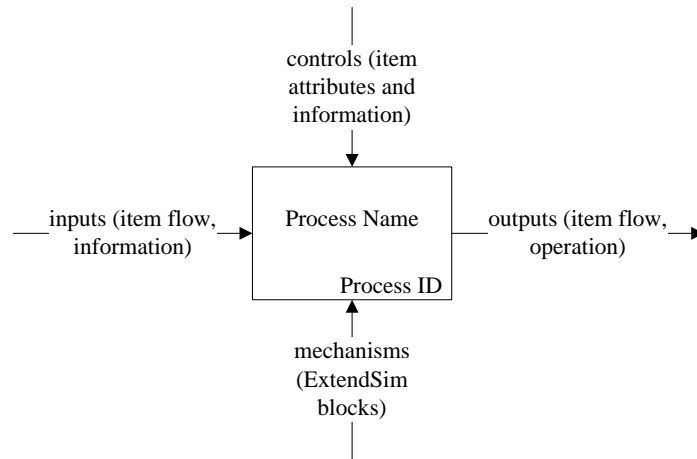 controls (item
attributes and
information)
inputs (item flow,
information)
Process Name
Process ID
outputs (item flow,
operation)
mechanisms
(ExtendSim
blocks)